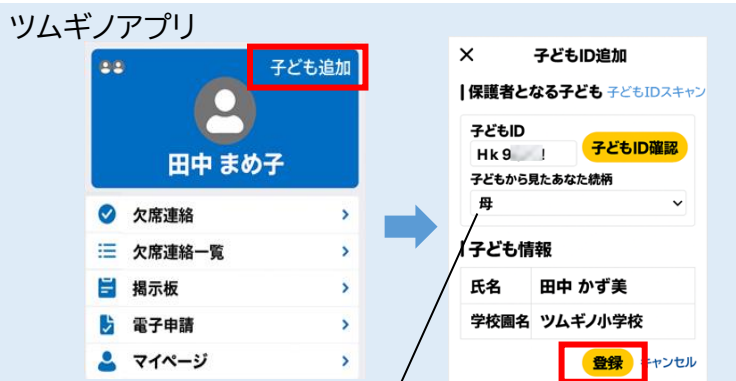 ツムギノアプリ
子ども追加
田中 まめ子
欠席連絡
欠席連絡一覧
掲示板
電子申請
マイページ
× 子どもID追加
保護者となる子ども 子どもIDスキャン
子どもID
Hk9 ! 子どもID確認
子どもから見たあなた続柄
母
子ども情報
氏名 田中 かず美
学校園名 ツムギノ小学校
登録 キャンセル